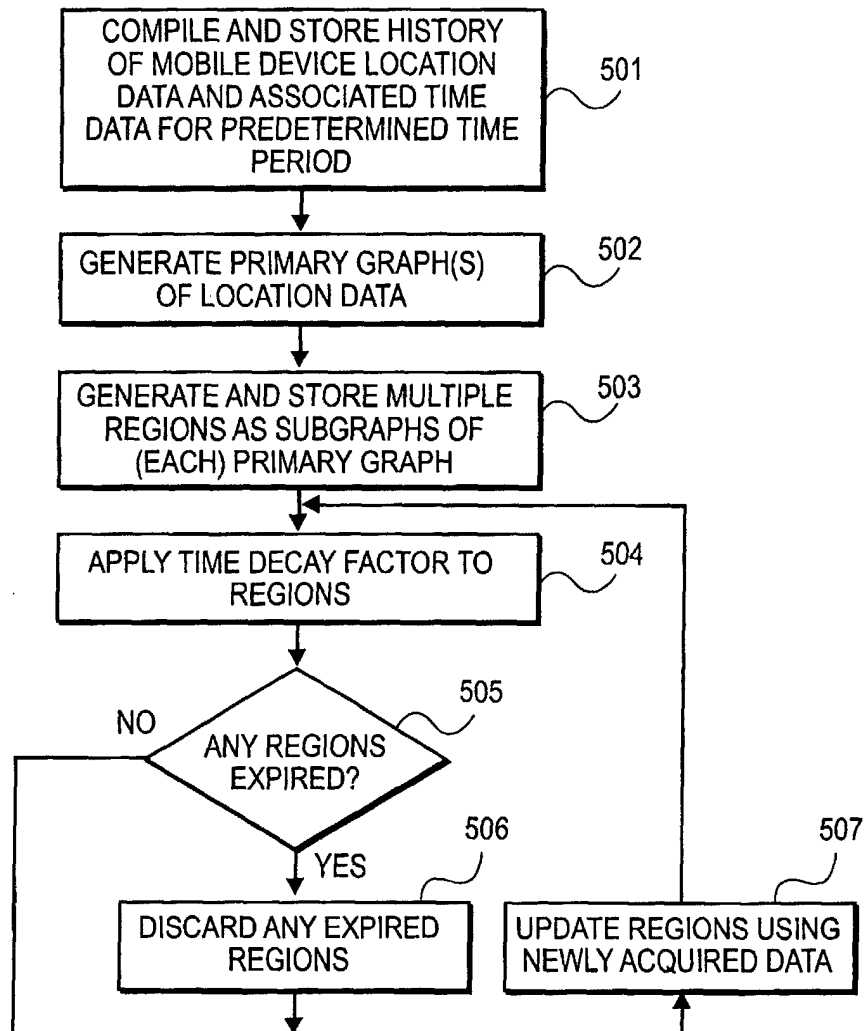 COMPILE AND STORE HISTORY
OF MOBILE DEVICE LOCATION
DATA AND ASSOCIATED TIME
DATA FOR PREDETERMINED TIME
PERIOD
501
GENERATE PRIMARY GRAPH(S)
OF LOCATION DATA
502
GENERATE AND STORE MULTIPLE
REGIONS AS SUBGRAPHS OF
(EACH) PRIMARY GRAPH
503
APPLY TIME DECAY FACTOR TO
REGIONS
504
NO
ANY REGIONS
EXPIRED?
505
YES
506
DISCARD ANY EXPIRED
REGIONS
507
UPDATE REGIONS USING
NEWLY ACQUIRED DATA